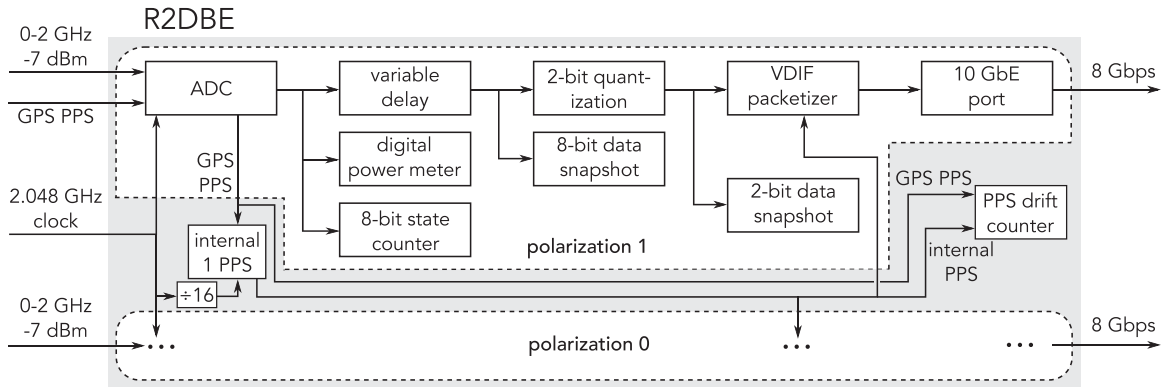 R2DBE
0-2 GHz
-7 dBm
GPS PPS
ADC
variable
delay
2-bit quant-
ization
VDIF
packetizer
10 GbE
port
8 Gbps
digital
power meter
8-bit data
snapshot
GPS
PPS
2.048 GHz
clock
8-bit state
counter
2-bit data
snapshot
GPS PPS
PPS drift
counter
internal
1 PPS
polarization 1
internal
PPS
÷16
0-2 GHz
-7 dBm
...
polarization 0
...
...
8 Gbps